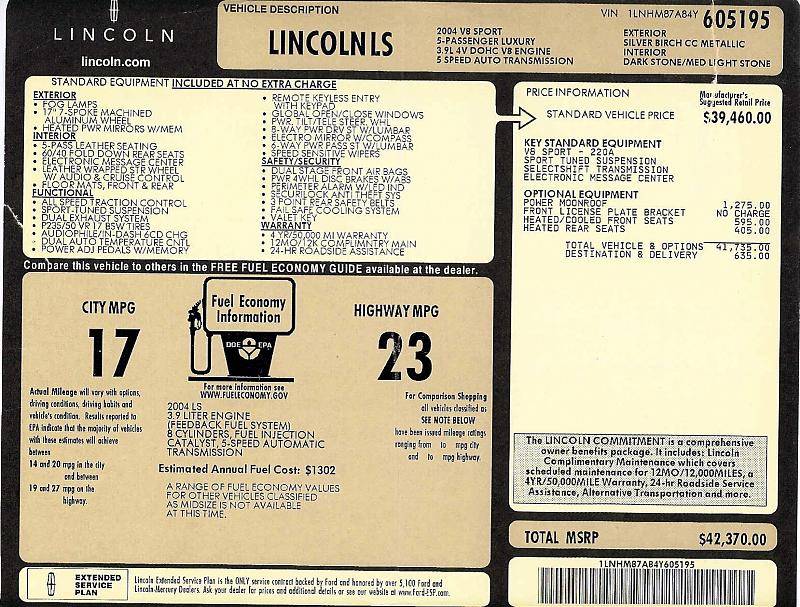 LINCOLN
lincoln.com
VEHICLE DESCRIPTION
LINCOLN LS
2004 V8 SPORT
5-PASSENGER LUXURY
3.9L 4V DOHC V8 ENGINE
5 SPEED AUTO TRANSMISSION
VIN 1LNHM87A84Y 605195
EXTERIOR
SILVER BIRCH CC METALLIC
INTERIOR
DARK STONE/MED LIGHT STONE
STANDARD EQUIPMENT INCLUDED AT NO EXTRA CHARGE
EXTERIOR
• FOG LAMPS
• 17" 7-SPOKE MACHINED
ALUMINUM WHEEL
• HEATED PWR MIRRORS W/MEM
INTERIOR
• 5-PASS LEATHER SEATING
• 60/40 FOLD DOWN REAR SEATS
• ELECTRONIC MESSAGE CENTER
• LEATHER WRAPPED STR WHEEL
W/ AUDIO & CRUISE CONTROL
• FLOOR MATS, FRONT & REAR
FUNCTIONAL
• ALL SPEED TRACTION CONTROL
• SPORT-TUNED SUSPENSION
• DUAL EXHAUST SYSTEM
• P235/50 VR 17 BSW TIRES
• AUDIOPHILE/IN-DASH 6CD CHG
• DUAL AUTO TEMPERATURE CNTL
• POWER ADJ PEDALS W/MEMORY
• REMOTE KEYLESS ENTRY
WITH KEYPAD
• GLOBAL OPEN/CLOSE WINDOWS
• PWR. TILT/TELE STEER. WHL
• 8-WAY PWR DRV ST W/LUMBAR
• ELECTRO MIRROR W/COMPASS
• 6-WAY PWR PASS ST W/LUMBAR
• SPEED SENSITIVE WIPERS
SAFETY/SECURITY
• DUAL STAGE FRONT AIR BAGS
• PWR 4WHL DISC BRAKES W/ABS
• PERIMETER ALARM W/LED IND
• SECURILOCK ANTI THEFT SYS
• 3 POINT REAR SAFETY BELTS
• FAIL SAFE COOLING SYSTEM
• VALET KEY
WARRANTY
• 4 YR/50,000 MI WARRANTY
• 12MO/12K COMPLIMNTRY MAIN
• 24-HR ROADSIDE ASSISTANCE
PRICE INFORMATION
Manufacturer's
Suggested Retail Price
STANDARD VEHICLE PRICE $39,460.00
KEY STANDARD EQUIPMENT
V8 SPORT - 220A
SPORT TUNED SUSPENSION
SELECTSHIFT TRANSMISSION
ELECTRONIC MESSAGE CENTER
OPTIONAL EQUIPMENT
POWER MOONROOF 1,275.00
FRONT LICENSE PLATE BRACKET NO CHARGE
HEATED/COOLED FRONT SEATS 595.00
HEATED REAR SEATS 405.00
TOTAL VEHICLE & OPTIONS 41,735.00
DESTINATION & DELIVERY 635.00
Compare this vehicle to others in the FREE FUEL ECONOMY GUIDE available at the dealer.
CITY MPG
17
Fuel Economy
Information
DOE EPA
For more information see
WWW.FUELECONOMY.GOV
HIGHWAY MPG
23
Actual Mileage will vary with options,
driving conditions, driving habits and
vehicle's condition. Results reported to
EPA indicate that the majority of vehicles
with these estimates will achieve
between
14 and 20 mpg in the city
and between
19 and 27 mpg on the
highway.
2004 LS
3.9 LITER ENGINE
(FEEDBACK FUEL SYSTEM)
8 CYLINDERS, FUEL INJECTION
CATALYST, 5-SPEED AUTOMATIC
TRANSMISSION
Estimated Annual Fuel Cost: $1302
A RANGE OF FUEL ECONOMY VALUES
FOR OTHER VEHICLES CLASSIFIED
AS MIDSIZE IS NOT AVAILABLE
AT THIS TIME.
For Comparison Shopping
all vehicles classified as
SEE NOTE BELOW
have been issued mileage ratings
ranging from to mpg city
and to mpg highway.
The LINCOLN COMMITMENT is a comprehensive
owner benefits package. It includes: Lincoln
Complimentary Maintenance which covers
scheduled maintenance for 12MO/12,000MILES, a
4YR/50,000MILE Warranty, 24-hr Roadside Service
Assistance, Alternative Transportation and more.
TOTAL MSRP $42,370.00
1LNHM87A84Y605195
EXTENDED
SERVICE
PLAN
Lincoln Extended Service Plan is the ONLY service contract backed by Ford and honored by over 5,100 Ford and
Lincoln-Mercury Dealers. Ask your dealer for prices and additional details or see our website at www.Ford-ESP.com.